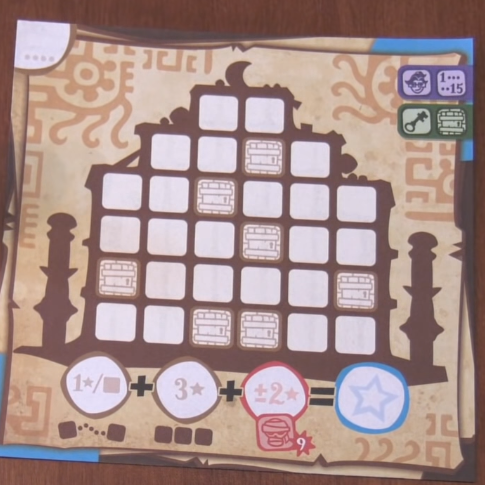 1...
..15
1★/■ + 3★ + ±2★ =
9